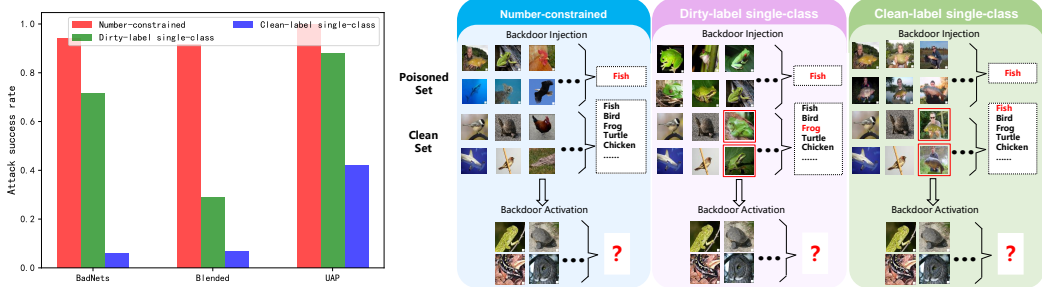 Number-constrained
Dirty-label single-class
Clean-label single-class
Attack success rate
1.0
0.8
0.6
0.4
0.2
0.0
BadNets
Blended
UAP
Poisoned
Set
Clean
Set
Number-constrained
Backdoor Injection
Fish
Fish
Bird
Frog
Turtle
Chicken
......
Backdoor Activation
?
Dirty-label single-class
Backdoor Injection
Fish
Fish
Bird
Frog
Turtle
Chicken
......
Backdoor Activation
?
Clean-label single-class
Backdoor Injection
Fish
Fish
Bird
Frog
Turtle
Chicken
......
Backdoor Activation
?